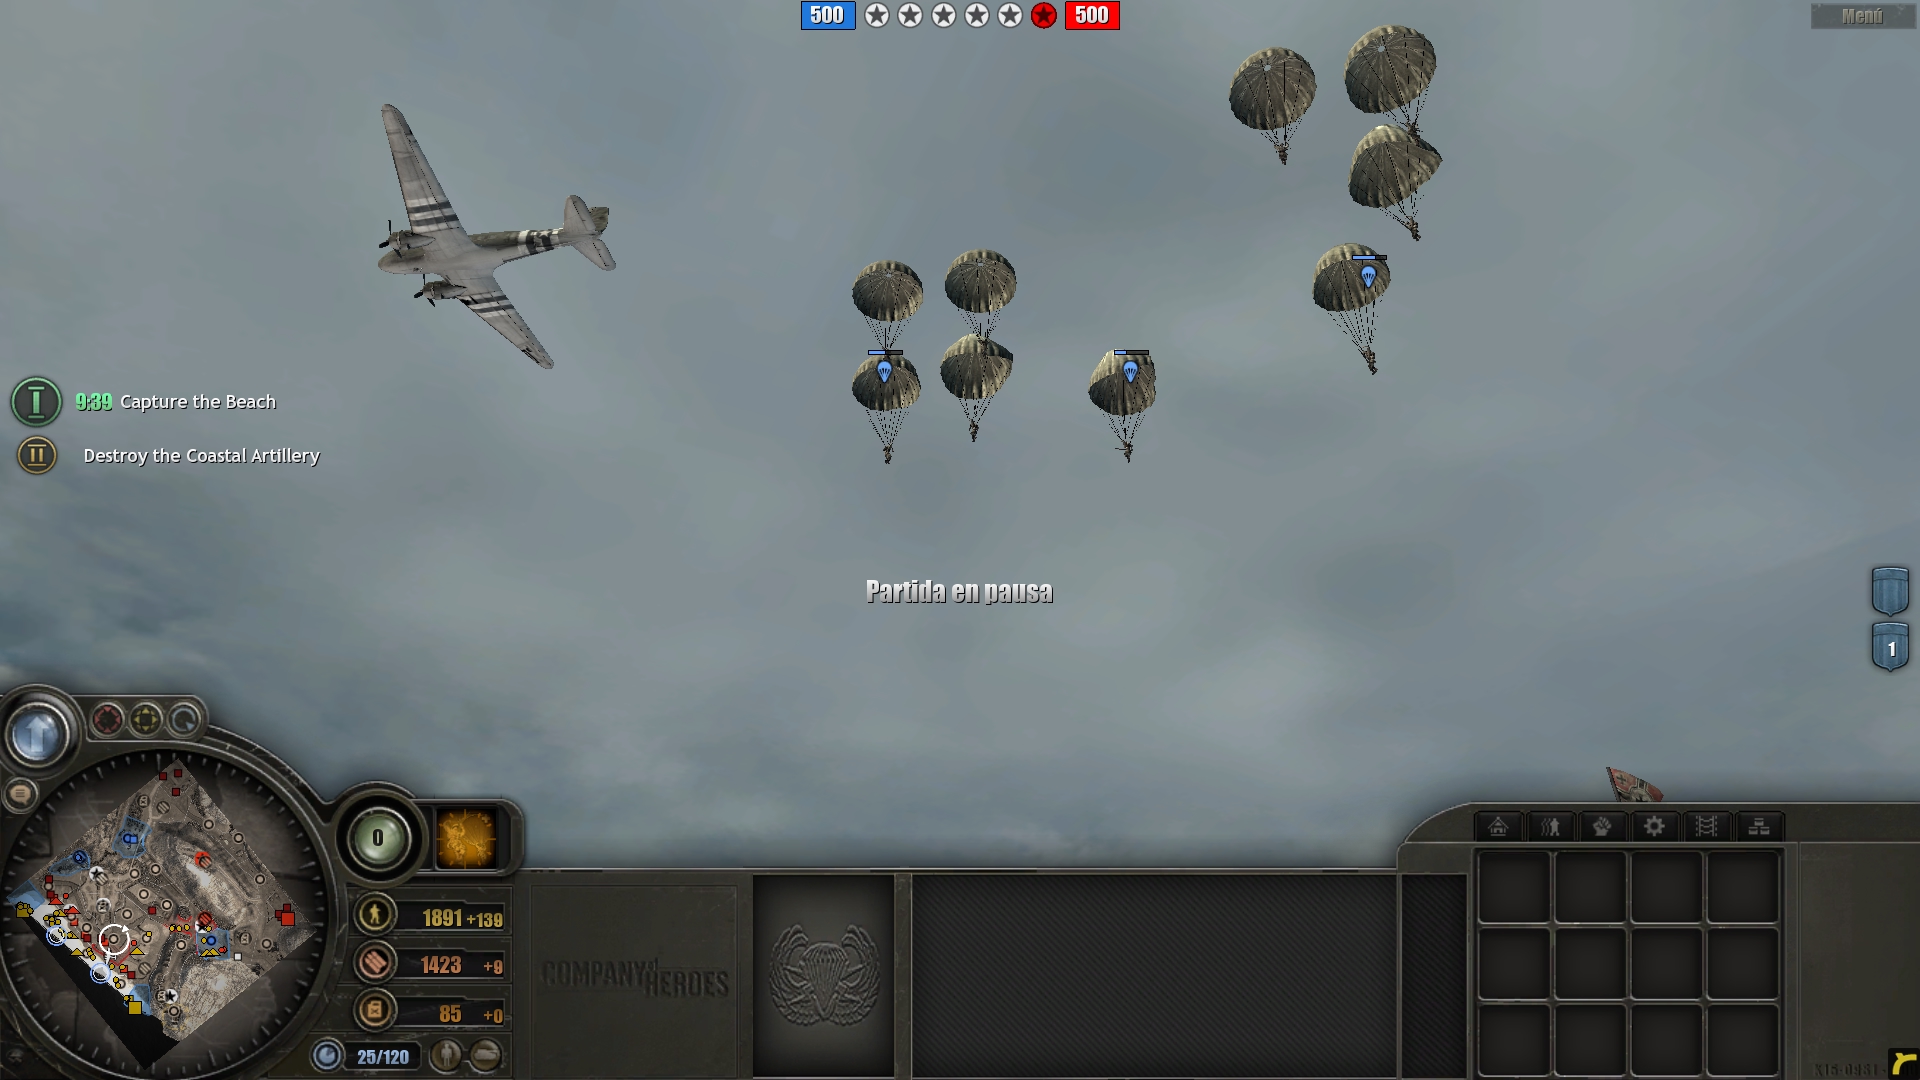 500
500
Menú
9:39 Capture the Beach
II Destroy the Coastal Artillery
Partida en pausa
1
0
1891 +139
1423 +9
85 +0
25/120
COMPANY of HEROES